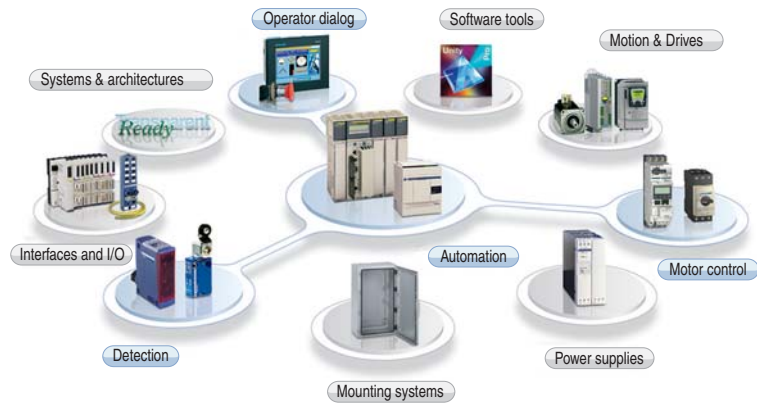 Operator dialog
Software tools
Motion & Drives
Systems & architectures
Unity
Pro
Transparent
Ready
Interfaces and I/O
Automation
Motor control
Detection
Power supplies
Mounting systems